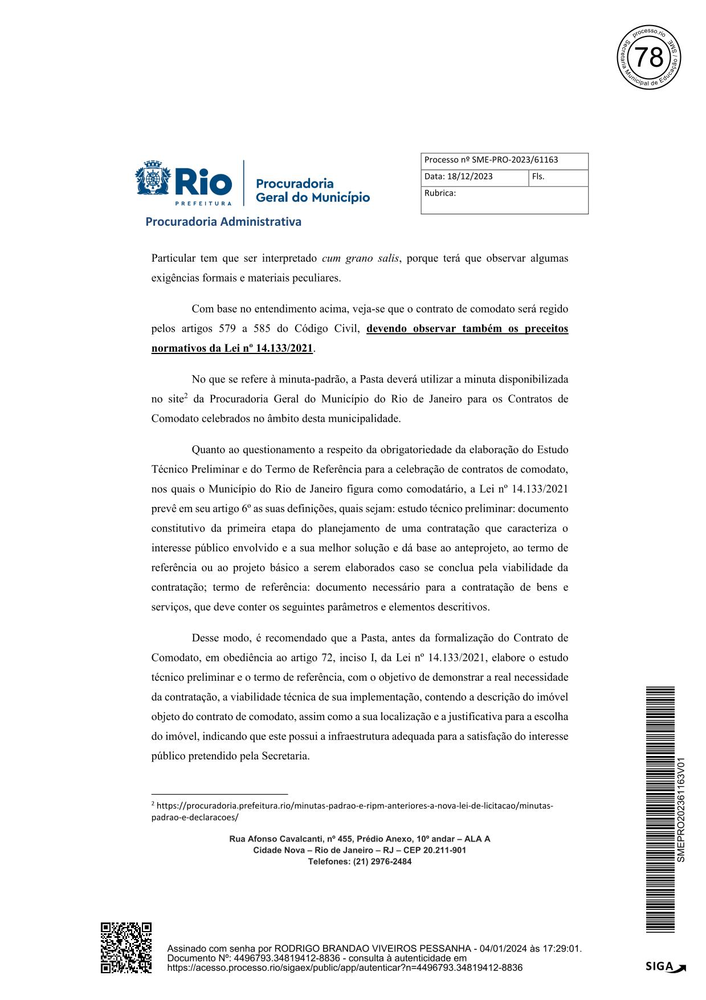 processo.rio
Secretaria Municipal de Educação / SME
78
Processo nº SME-PRO-2023/61163
Data: 18/12/2023 Fls.
Rubrica:
Rio
PREFEITURA
Procuradoria
Geral do Município
Procuradoria Administrativa
Particular tem que ser interpretado cum grano salis, porque terá que observar algumas
exigências formais e materiais peculiares.
Com base no entendimento acima, veja-se que o contrato de comodato será regido
pelos artigos 579 a 585 do Código Civil, devendo observar também os preceitos
normativos da Lei nº 14.133/2021.
No que se refere à minuta-padrão, a Pasta deverá utilizar a minuta disponibilizada
no site2 da Procuradoria Geral do Município do Rio de Janeiro para os Contratos de
Comodato celebrados no âmbito desta municipalidade.
Quanto ao questionamento a respeito da obrigatoriedade da elaboração do Estudo
Técnico Preliminar e do Termo de Referência para a celebração de contratos de comodato,
nos quais o Município do Rio de Janeiro figura como comodatário, a Lei nº 14.133/2021
prevê em seu artigo 6º as suas definições, quais sejam: estudo técnico preliminar: documento
constitutivo da primeira etapa do planejamento de uma contratação que caracteriza o
interesse público envolvido e a sua melhor solução e dá base ao anteprojeto, ao termo de
referência ou ao projeto básico a serem elaborados caso se conclua pela viabilidade da
contratação; termo de referência: documento necessário para a contratação de bens e
serviços, que deve conter os seguintes parâmetros e elementos descritivos.
Desse modo, é recomendado que a Pasta, antes da formalização do Contrato de
Comodato, em obediência ao artigo 72, inciso I, da Lei nº 14.133/2021, elabore o estudo
técnico preliminar e o termo de referência, com o objetivo de demonstrar a real necessidade
da contratação, a viabilidade técnica de sua implementação, contendo a descrição do imóvel
objeto do contrato de comodato, assim como a sua localização e a justificativa para a escolha
do imóvel, indicando que este possui a infraestrutura adequada para a satisfação do interesse
público pretendido pela Secretaria.
2 https://procuradoria.prefeitura.rio/minutas-padrao-e-ripm-anteriores-a-nova-lei-de-licitacao/minutas-
padrao-e-declaracoes/
Rua Afonso Cavalcanti, nº 455, Prédio Anexo, 10º andar – ALA A
Cidade Nova – Rio de Janeiro – RJ – CEP 20.211-901
Telefones: (21) 2976-2484
SMEPRO202361163V01
Assinado com senha por RODRIGO BRANDAO VIVEIROS PESSANHA - 04/01/2024 às 17:29:01.
Documento Nº: 4496793.34819412-8836 - consulta à autenticidade em
https://acesso.processo.rio/sigaex/public/app/autenticar?n=4496793.34819412-8836
SIGA